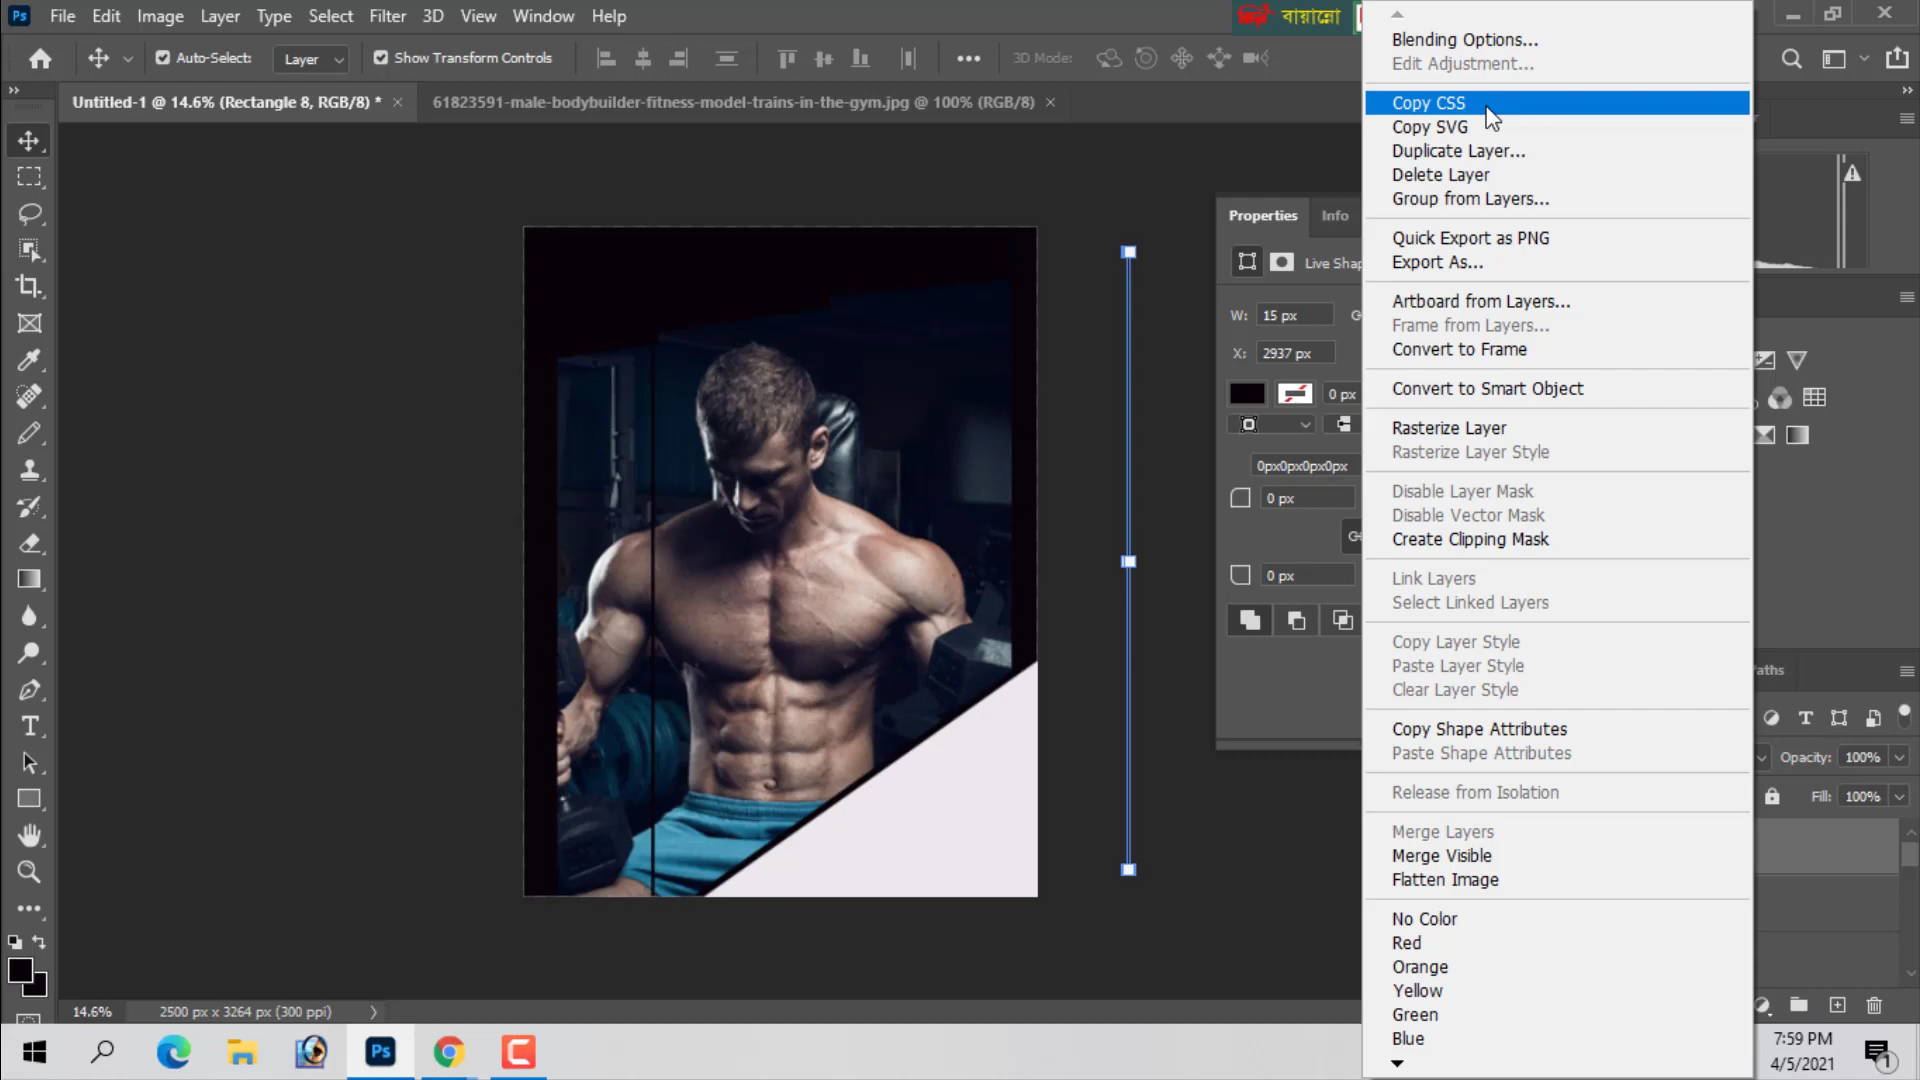 Ps File Edit Image Layer Type Select Filter 3D View Window Help
বায়ান্নো
Auto-Select: Layer Show Transform Controls 3D Mode:
Untitled-1 @ 14.6% (Rectangle 8, RGB/8) * 61823591-male-bodybuilder-fitness-model-trains-in-the-gym.jpg @ 100% (RGB/8)
Properties Info
Live Shap
W: 15 px
X: 2937 px
0 px
0px0px0px0px
0 px
0 px
Blending Options...
Edit Adjustment...
Copy CSS
Copy SVG
Duplicate Layer...
Delete Layer
Group from Layers...
Quick Export as PNG
Export As...
Artboard from Layers...
Frame from Layers...
Convert to Frame
Convert to Smart Object
Rasterize Layer
Rasterize Layer Style
Disable Layer Mask
Disable Vector Mask
Create Clipping Mask
Link Layers
Select Linked Layers
Copy Layer Style
Paste Layer Style
Clear Layer Style
Copy Shape Attributes
Paste Shape Attributes
Release from Isolation
Merge Layers
Merge Visible
Flatten Image
No Color
Red
Orange
Yellow
Green
Blue
aths
Opacity: 100%
Fill: 100%
14.6% 2500 px x 3264 px (300 ppi)
Ps
7:59 PM
4/5/2021
1